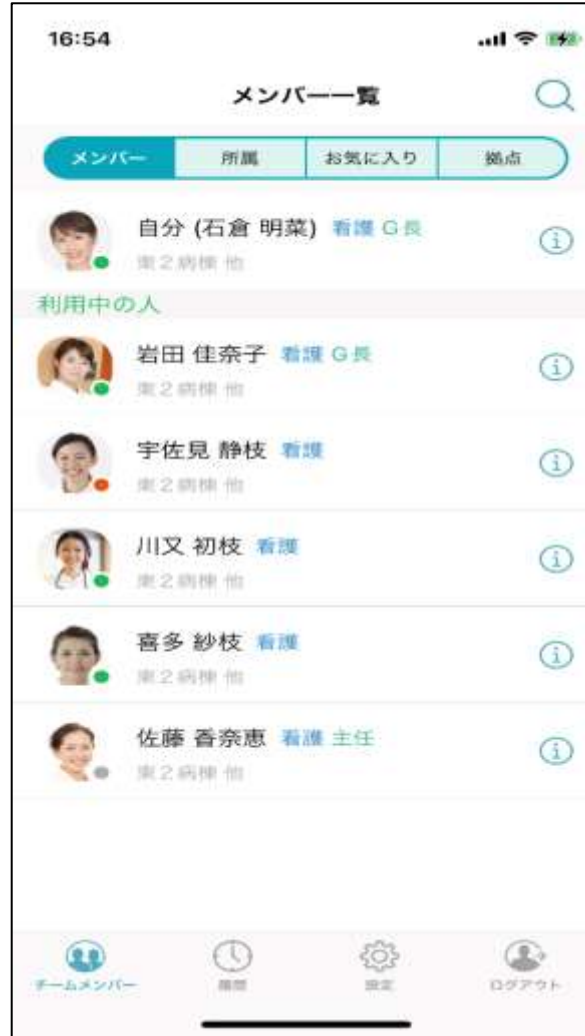 16:54
メンバー一覧
メンバー 所属 お気に入り 拠点
自分 (石倉 明菜) 看護 G長
東2病棟 他
利用中の人
岩田 佳奈子 看護 G長
東2病棟 他
宇佐見 静枝 看護
東2病棟 他
川又 初枝 看護
東2病棟 他
喜多 紗枝 看護
東2病棟 他
佐藤 香奈恵 看護 主任
東2病棟 他
チームメンバー 履歴 設定 ログアウト